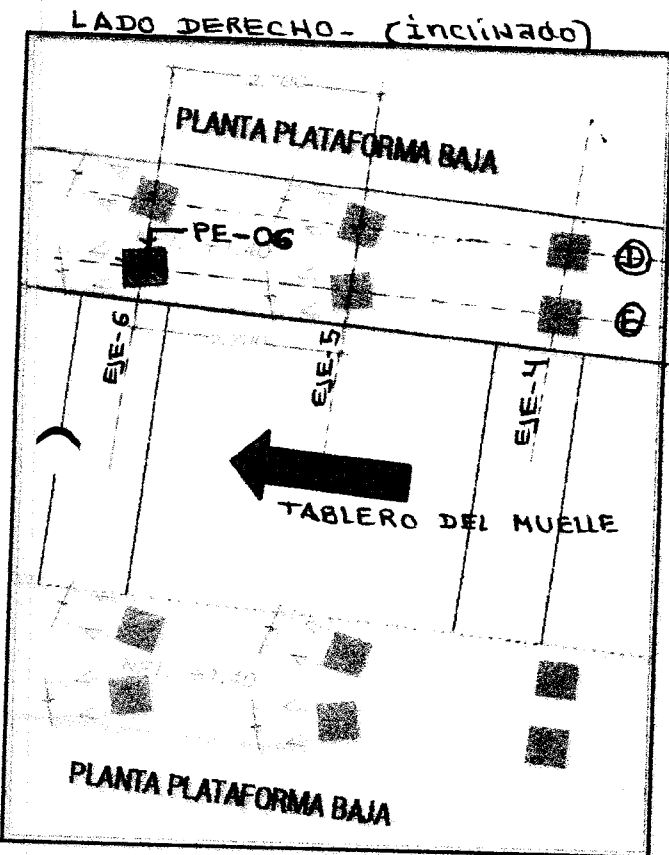 LADO DERECHO- (inclinado)
PLANTA PLATAFORMA BAJA
PE-06
D
E
EJE-6
EJE-5
EJE-4
TABLERO DEL MUELLE
PLANTA PLATAFORMA BAJA